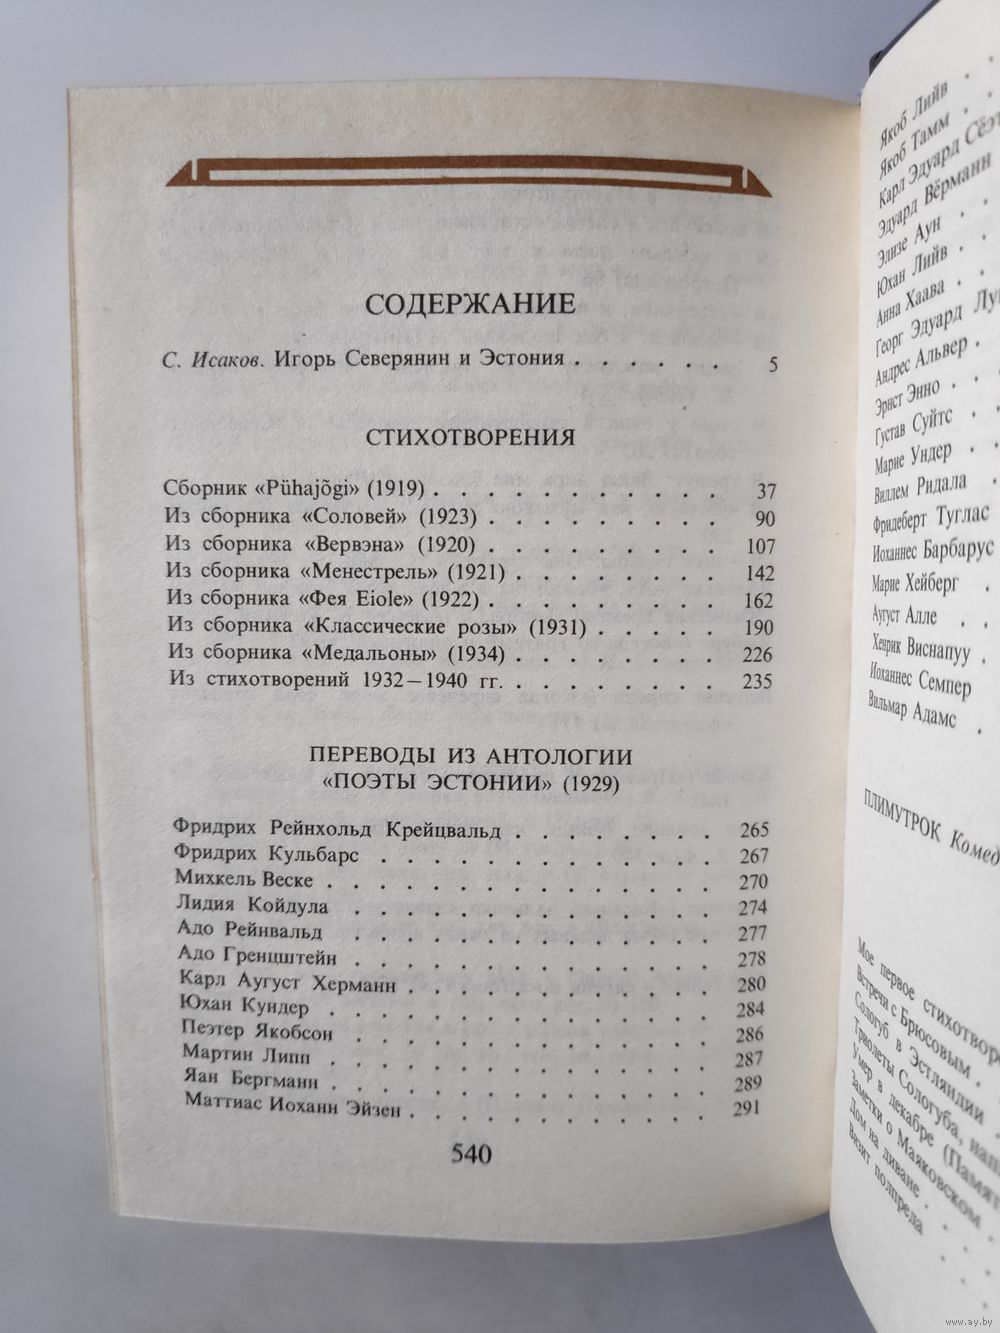 СОДЕРЖАНИЕ
С. Исаков. Игорь Северянин и Эстония . . . . . . 5
СТИХОТВОРЕНИЯ
Сборник «Pühajõgi» (1919) . . . . . . . . . . . 37
Из сборника «Соловей» (1923) . . . . . . . . . 90
Из сборника «Вервэна» (1920) . . . . . . . . . 107
Из сборника «Менестрель» (1921) . . . . . . . . 142
Из сборника «Фея Eiole» (1922) . . . . . . . . . 162
Из сборника «Классические розы» (1931) . . . . . 190
Из сборника «Медальоны» (1934) . . . . . . . . 226
Из стихотворений 1932—1940 гг. . . . . . . . . 235
ПЕРЕВОДЫ ИЗ АНТОЛОГИИ
«ПОЭТЫ ЭСТОНИИ» (1929)
Фридрих Рейнхольд Крейцвальд . . . . . . . . 265
Фридрих Кульбарс . . . . . . . . . . . . . 267
Михкель Веске . . . . . . . . . . . . . . . 270
Лидия Койдула . . . . . . . . . . . . . . 274
Адо Рейнвальд . . . . . . . . . . . . . . 277
Адо Гренцштейн . . . . . . . . . . . . . . 278
Карл Аугуст Херманн . . . . . . . . . . . . 280
Юхан Кундер . . . . . . . . . . . . . . . 284
Пеэтер Якобсон . . . . . . . . . . . . . . 286
Мартин Липп . . . . . . . . . . . . . . . 287
Яан Бергманн . . . . . . . . . . . . . . . 289
Маттиас Иоханн Эйзен . . . . . . . . . . . . 291
540
Якоб Лийв . .
Якоб Тамм . .
Карл Эдуард
Эдуард Вёрманн
Элизе Аун . .
Юхан Лийв . .
Анна Хаава . .
Георг Эдуард
Андрес Альвер .
Эрнст Энно . .
Густав Суйтс .
Марие Ундер .
Виллем Ридала .
Фридеберт Туглас
Иоханнес Барбарус
Марие Хейберг .
Аугуст Алле . .
Хенрик Виснапуу .
Иоханнес Семпер
Вильмар Адамс .
ПЛИМУТРОК
Мое первое
Встречи с Брюсовым .
Сологуб в Эстляндии .
Триолеты Сологуба,
Умер в декабре
Заметки о Маяковском .
Дом на диване . .
Визит полпреда
www.ay.by